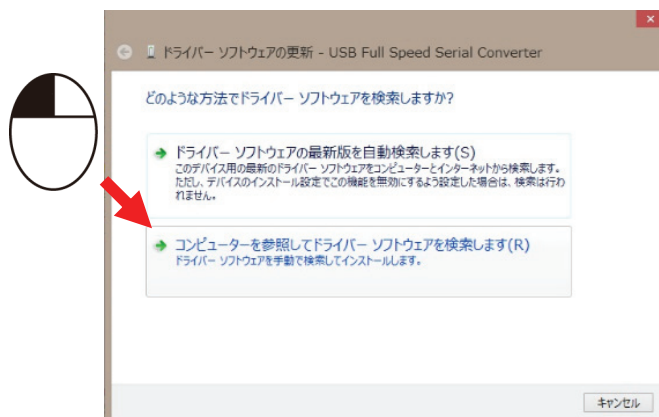 ドライバー ソフトウェアの更新 - USB Full Speed Serial Converter
どのような方法でドライバー ソフトウェアを検索しますか?
ドライバー ソフトウェアの最新版を自動検索します(S)
このデバイス用の最新のドライバー ソフトウェアをコンピューターとインターネットから検索します。
ただし、デバイスのインストール設定でこの機能を無効にするよう設定した場合は、検索は行わ
れません。
コンピューターを参照してドライバー ソフトウェアを検索します(R)
ドライバー ソフトウェアを手動で検索してインストールします。
キャンセル